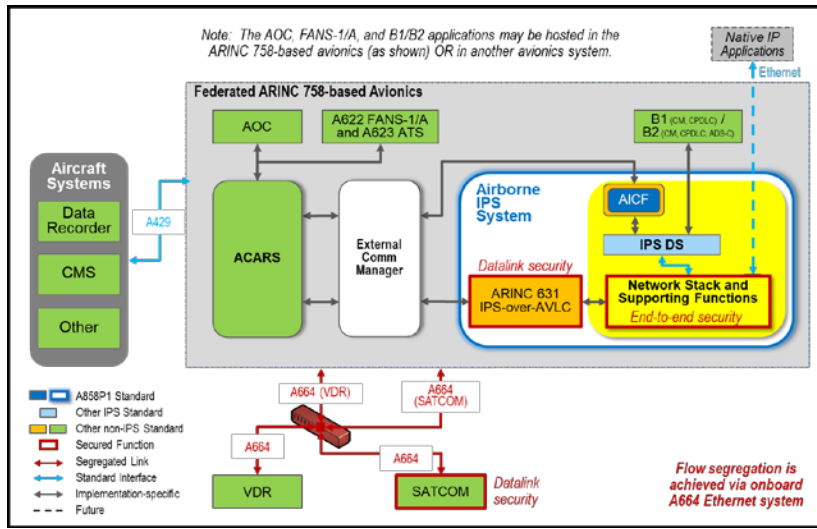 Note: The AOC, FANS-1/A, and B1/B2 applications may be hosted in the
ARINC 758-based avionics (as shown) OR in another avionics system.
Native IP
Applications
Ethernet
Federated ARINC 758-based Avionics
AOC
A622 FANS-1/A
and A623 ATS
B1 (CM, CPDLC) /
B2 (CM, CPDLC, ADS-C)
Aircraft
Systems
Data
Recorder
CMS
Other
A429
ACARS
External
Comm
Manager
Airborne
IPS
System
AICF
IPS DS
Datalink security
ARINC 631
IPS-over-AVLC
Network Stack and
Supporting Functions
End-to-end security
A664 (VDR)
A664
(SATCOM)
A664
A664
VDR
SATCOM
Datalink
security
A858P1 Standard
Other IPS Standard
Other non-IPS Standard
Secured Function
Segregated Link
Standard Interface
Implementation-specific
Future
Flow segregation is
achieved via onboard
A664 Ethernet system